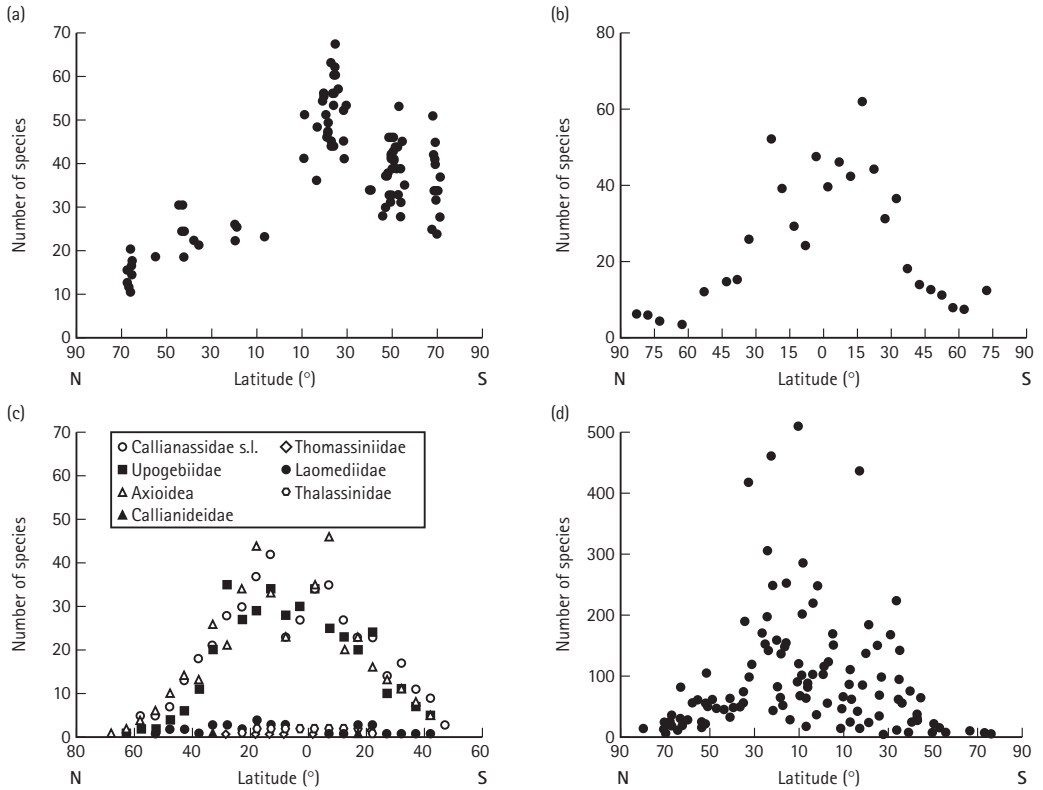 (a)
70
60
50
40
30
20
10
0
Number of species
90 70 50 30 10 10 30 50 70 90
N Latitude (°) S
(b)
80
60
40
20
0
Number of species
90 75 60 45 30 15 0 15 30 45 60 75 90
N Latitude (°) S
(c)
70
60
50
40
30
20
10
0
Number of species
Callianassidae s.l. Thomassiniidae
Upogebiidae Laomediidae
Axioidea Thalassinidae
Callianideidae
80 60 40 20 0 20 40 60
N Latitude (°) S
(d)
500
400
300
200
100
0
Number of species
90 70 50 30 10 10 30 50 70 90
N Latitude (°) S